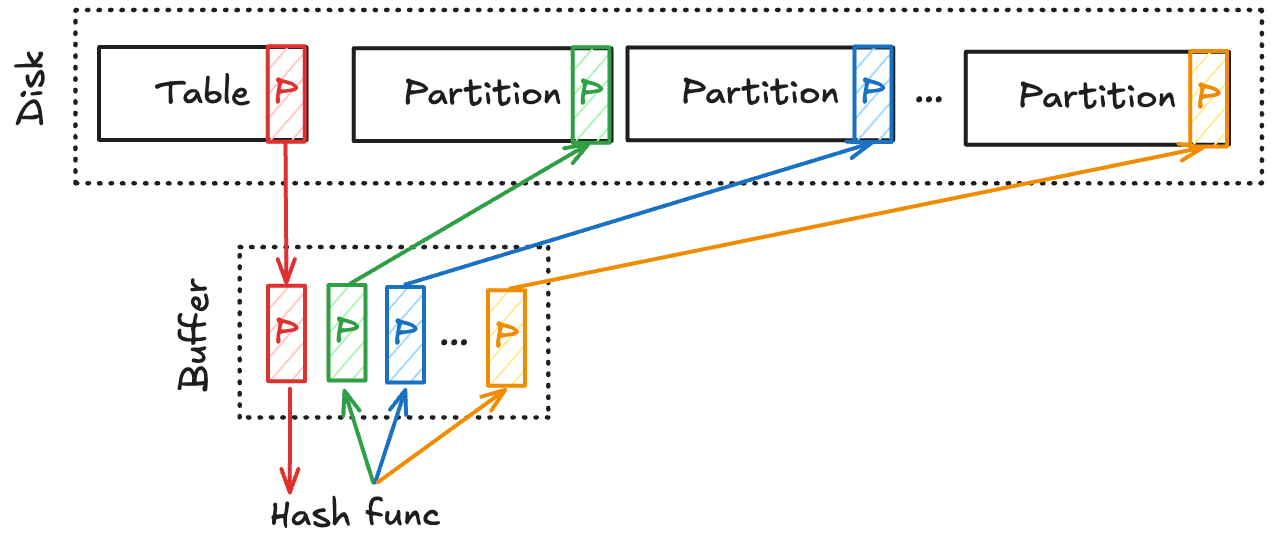 Disk
Table P
Partition P
Partition P
...
Partition P
Buffer
P P P ... P
Hash func